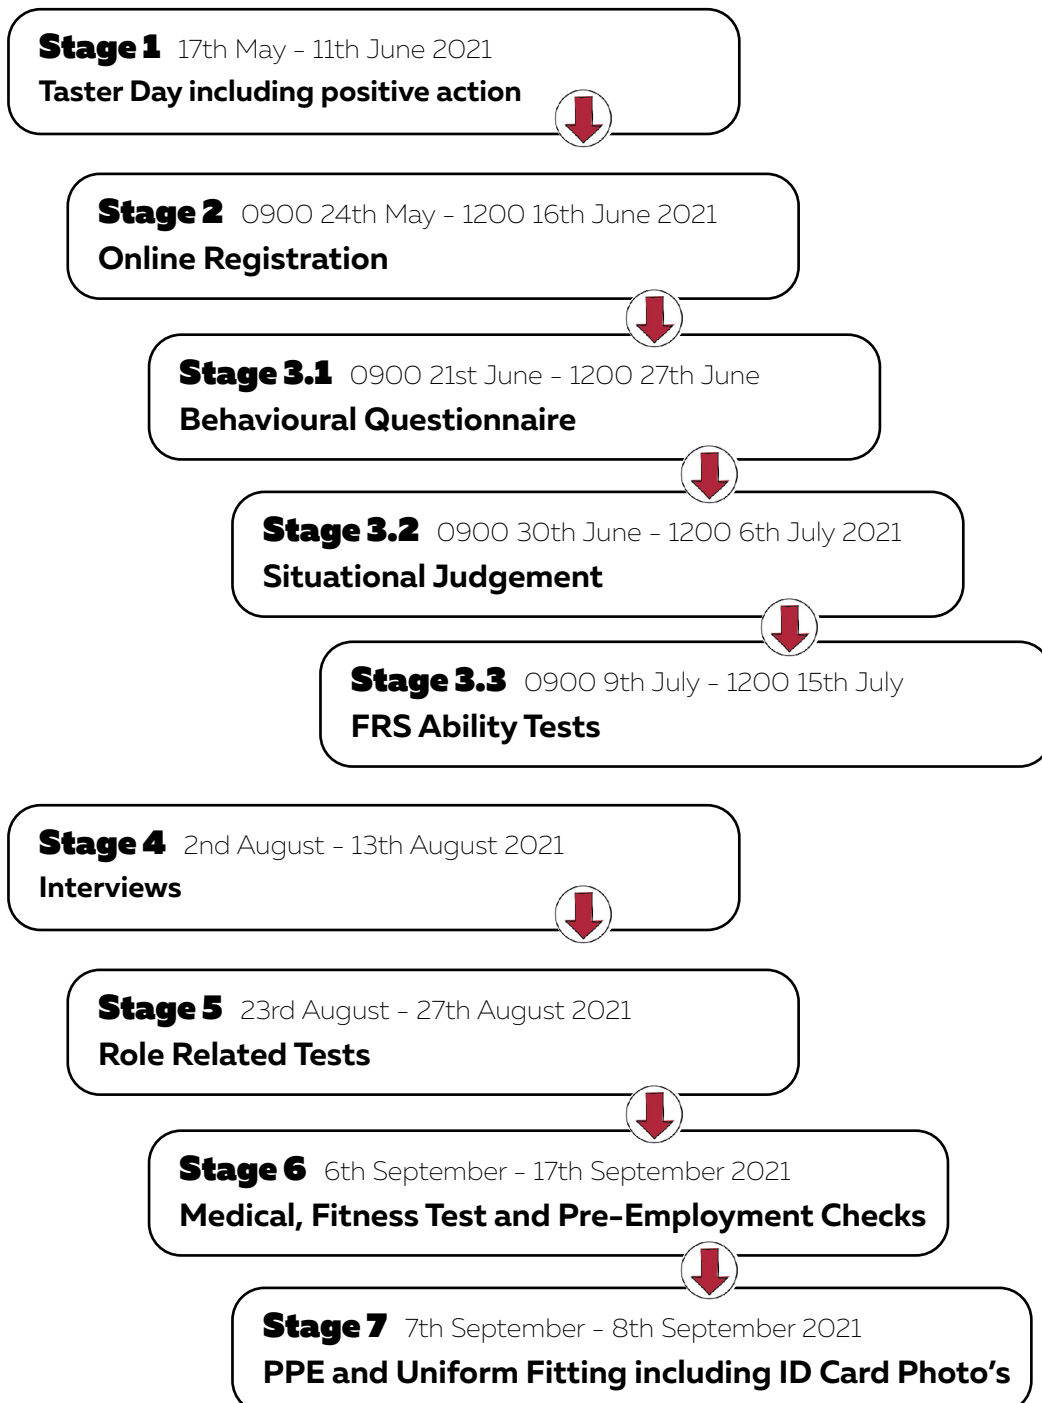 Stage 1 17th May - 11th June 2021
Taster Day including positive action
Stage 2 0900 24th May - 1200 16th June 2021
Online Registration
Stage 3.1 0900 21st June - 1200 27th June
Behavioural Questionnaire
Stage 3.2 0900 30th June - 1200 6th July 2021
Situational Judgement
Stage 3.3 0900 9th July - 1200 15th July
FRS Ability Tests
Stage 4 2nd August - 13th August 2021
Interviews
Stage 5 23rd August - 27th August 2021
Role Related Tests
Stage 6 6th September - 17th September 2021
Medical, Fitness Test and Pre-Employment Checks
Stage 7 7th September - 8th September 2021
PPE and Uniform Fitting including ID Card Photo's